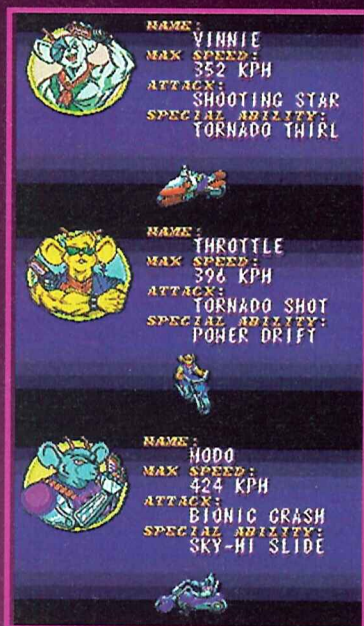 NAME:
VINNIE
MAX SPEED:
352 KPH
ATTACK:
SHOOTING STAR
SPECIAL ABILITY:
TORNADO TWIRL
NAME:
THROTTLE
MAX SPEED:
396 KPH
ATTACK:
TORNADO SHOT
SPECIAL ABILITY:
POWER DRIFT
NAME:
MODO
MAX SPEED:
424 KPH
ATTACK:
BIONIC CRASH
SPECIAL ABILITY:
SKY-HI SLIDE